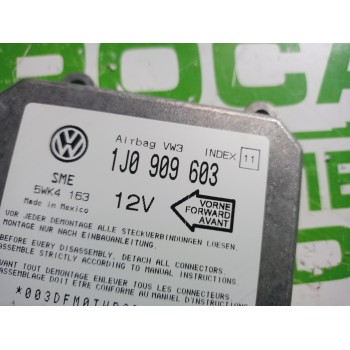 Airbag VW3 INDEX 11
1J0 909 603
SME
5WK4 163
Made in Mexico
12V
VORNE
FORWARD
AVANT
VOR JEDER DEMONTAGE ALLE STECKVERBINDUNGEN LOESEN.
MONTAGE NUR NACH EINBAUANLEITUNG.
BEFORE EVERY DISASSEMBLY, DETACH ALL CONNECTORS.
ASSEMBLE STRICTLY ACCORDING TO MANUAL INSTRUCTIONS.
AVANT TOUT DEMONTAGE ENLEVER TOUS LES CONNECTEURS
ASSEMBLAGE DOIT ETRE CONFORME AU MANUEL D'INSTRUCTIONS